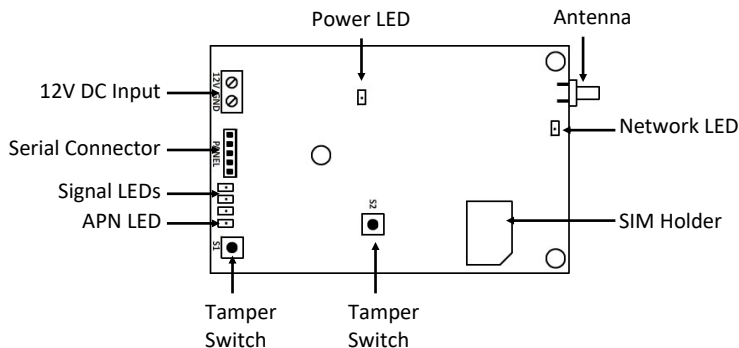 Power LED
Antenna
12V DC Input
12V GND
Network LED
Serial Connector
PANEL
Signal LEDs
S2
APN LED
SIM Holder
S1
Tamper
Switch
Tamper
Switch